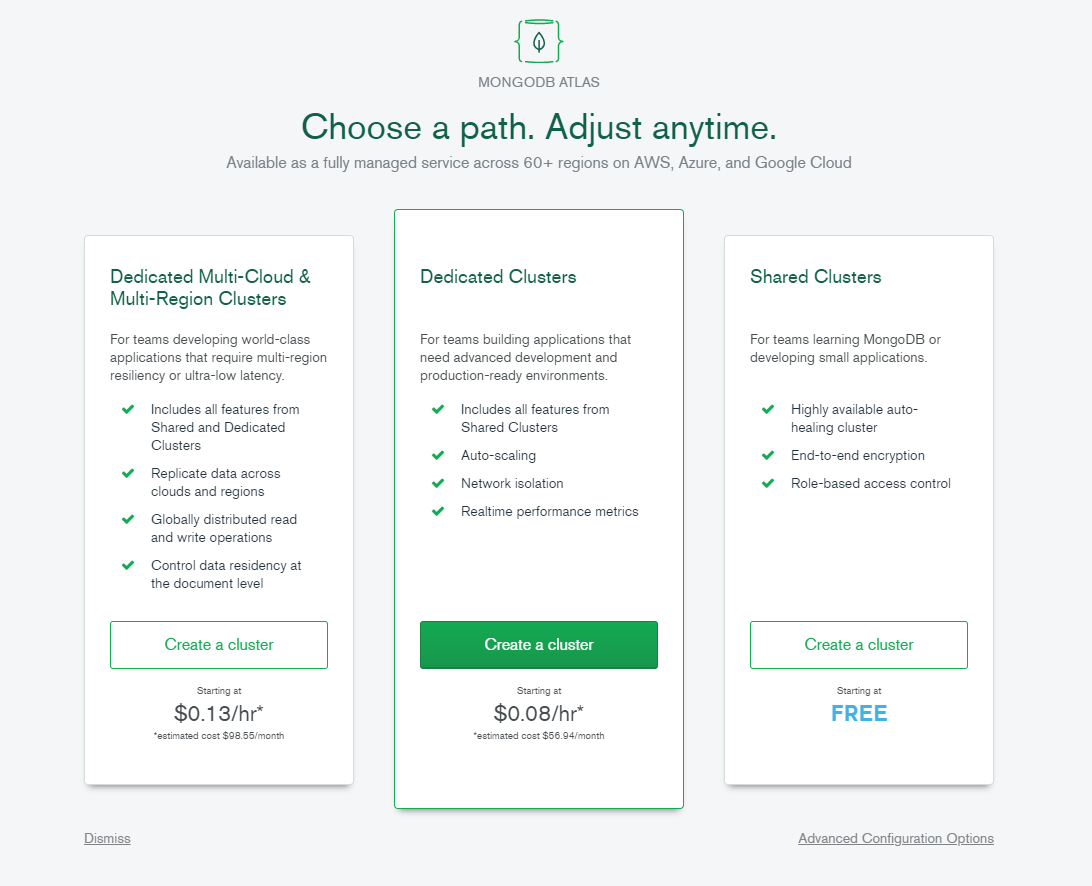 MONGODB ATLAS
Choose a path. Adjust anytime.
Available as a fully managed service across 60+ regions on AWS, Azure, and Google Cloud
Dedicated Multi-Cloud &
Multi-Region Clusters
For teams developing world-class
applications that require multi-region
resiliency or ultra-low latency.
Includes all features from
Shared and Dedicated
Clusters
Replicate data across
clouds and regions
Globally distributed read
and write operations
Control data residency at
the document level
Create a cluster
Starting at
$0.13/hr*
*estimated cost $98.55/month
Dedicated Clusters
For teams building applications that
need advanced development and
production-ready environments.
Includes all features from
Shared Clusters
Auto-scaling
Network isolation
Realtime performance metrics
Create a cluster
Starting at
$0.08/hr*
*estimated cost $56.94/month
Shared Clusters
For teams learning MongoDB or
developing small applications.
Highly available auto-
healing cluster
End-to-end encryption
Role-based access control
Create a cluster
Starting at
FREE
Dismiss
Advanced Configuration Options